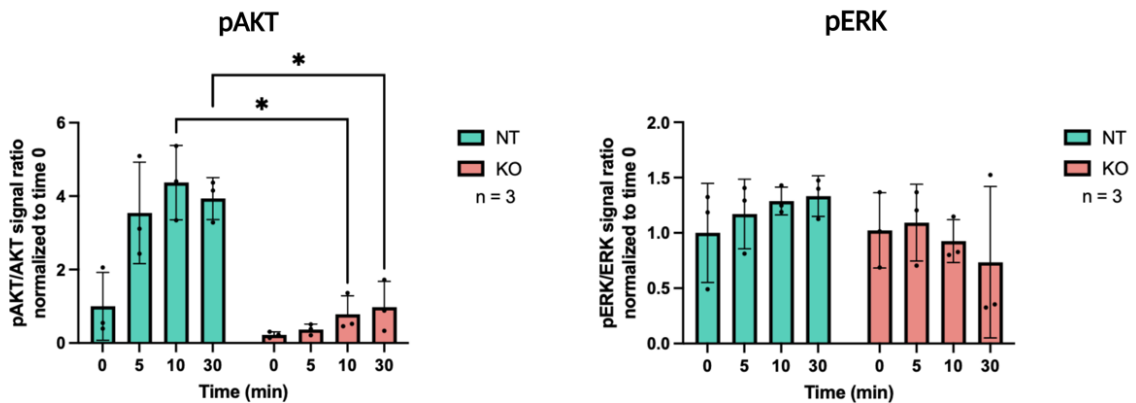 pAKT
*
*
pAKT/AKT signal ratio
normalized to time 0
6
4
2
0
0 5 10 30 0 5 10 30
Time (min)
NT
KO
n = 3
pERK
pERK/ERK signal ratio
normalized to time 0
2.0
1.5
1.0
0.5
0.0
0 5 10 30 0 5 10 30
Time (min)
NT
KO
n = 3